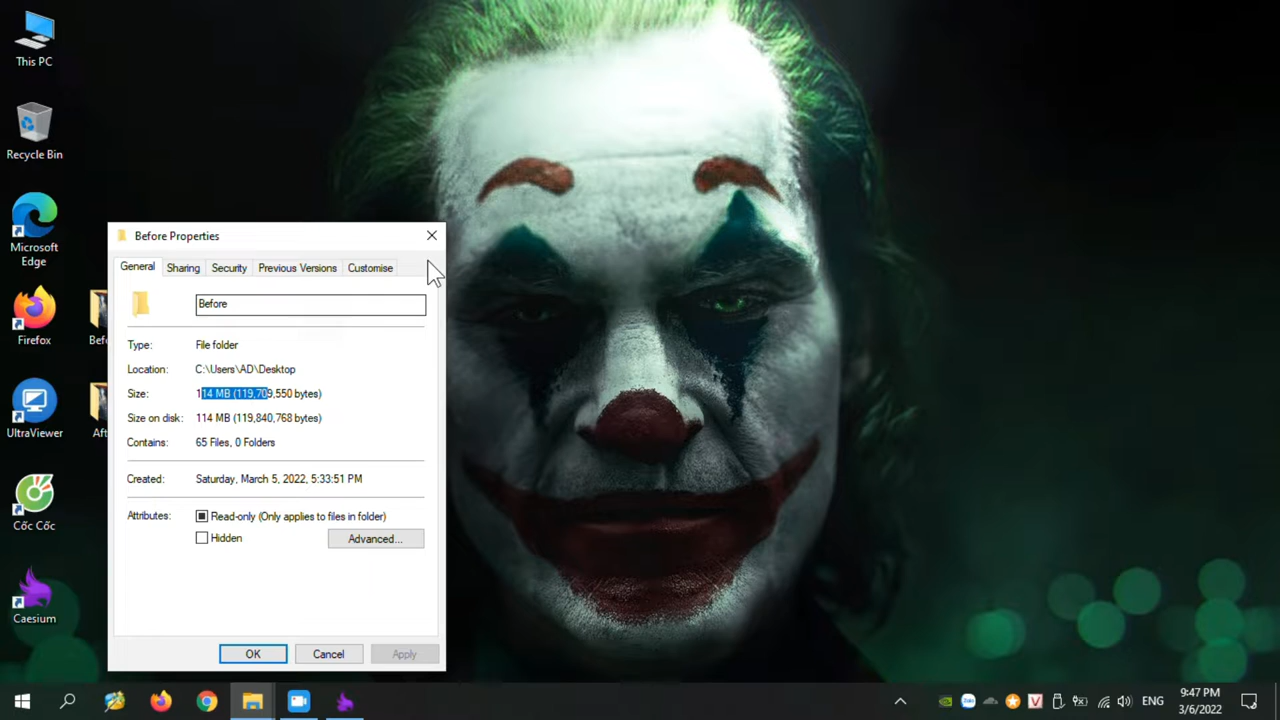 This PC
Recycle Bin
Microsoft
Edge
Firefox
UltraViewer
Cốc Cốc
Caesium
Bef
Aft
Before Properties
General Sharing Security Previous Versions Customise
Before
Type: File folder
Location: C:\Users\AD\Desktop
Size: 114 MB (119,709,550 bytes)
Size on disk: 114 MB (119,840,768 bytes)
Contains: 65 Files, 0 Folders
Created: Saturday, March 5, 2022, 5:33:51 PM
Attributes: Read-only (Only applies to files in folder)
Hidden Advanced...
OK Cancel Apply
Zalo V ENG 9:47 PM
3/6/2022